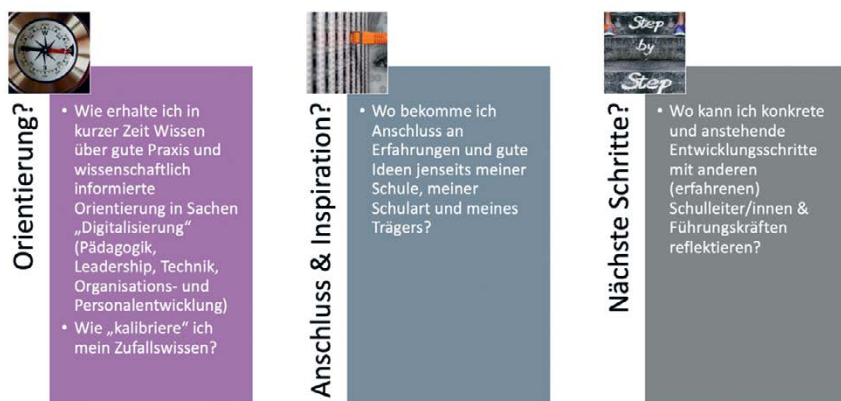 Orientierung?
• Wie erhalte ich in
kurzer Zeit Wissen
über gute Praxis und
wissenschaftlich
informierte
Orientierung in Sachen
„Digitalisierung“
(Pädagogik,
Leadership, Technik,
Organisations- und
Personalentwicklung)
• Wie „kalibriere“ ich
mein Zufallswissen?
Anschluss & Inspiration?
• Wo bekomme ich
Anschluss an
Erfahrungen und gute
Ideen jenseits meiner
Schule, meiner
Schulart und meines
Trägers?
Step
by
Step
Nächste Schritte?
• Wo kann ich konkrete
und anstehende
Entwicklungsschritte
mit anderen
(erfahrenen)
Schulleiter/innen &
Führungskräften
reflektieren?